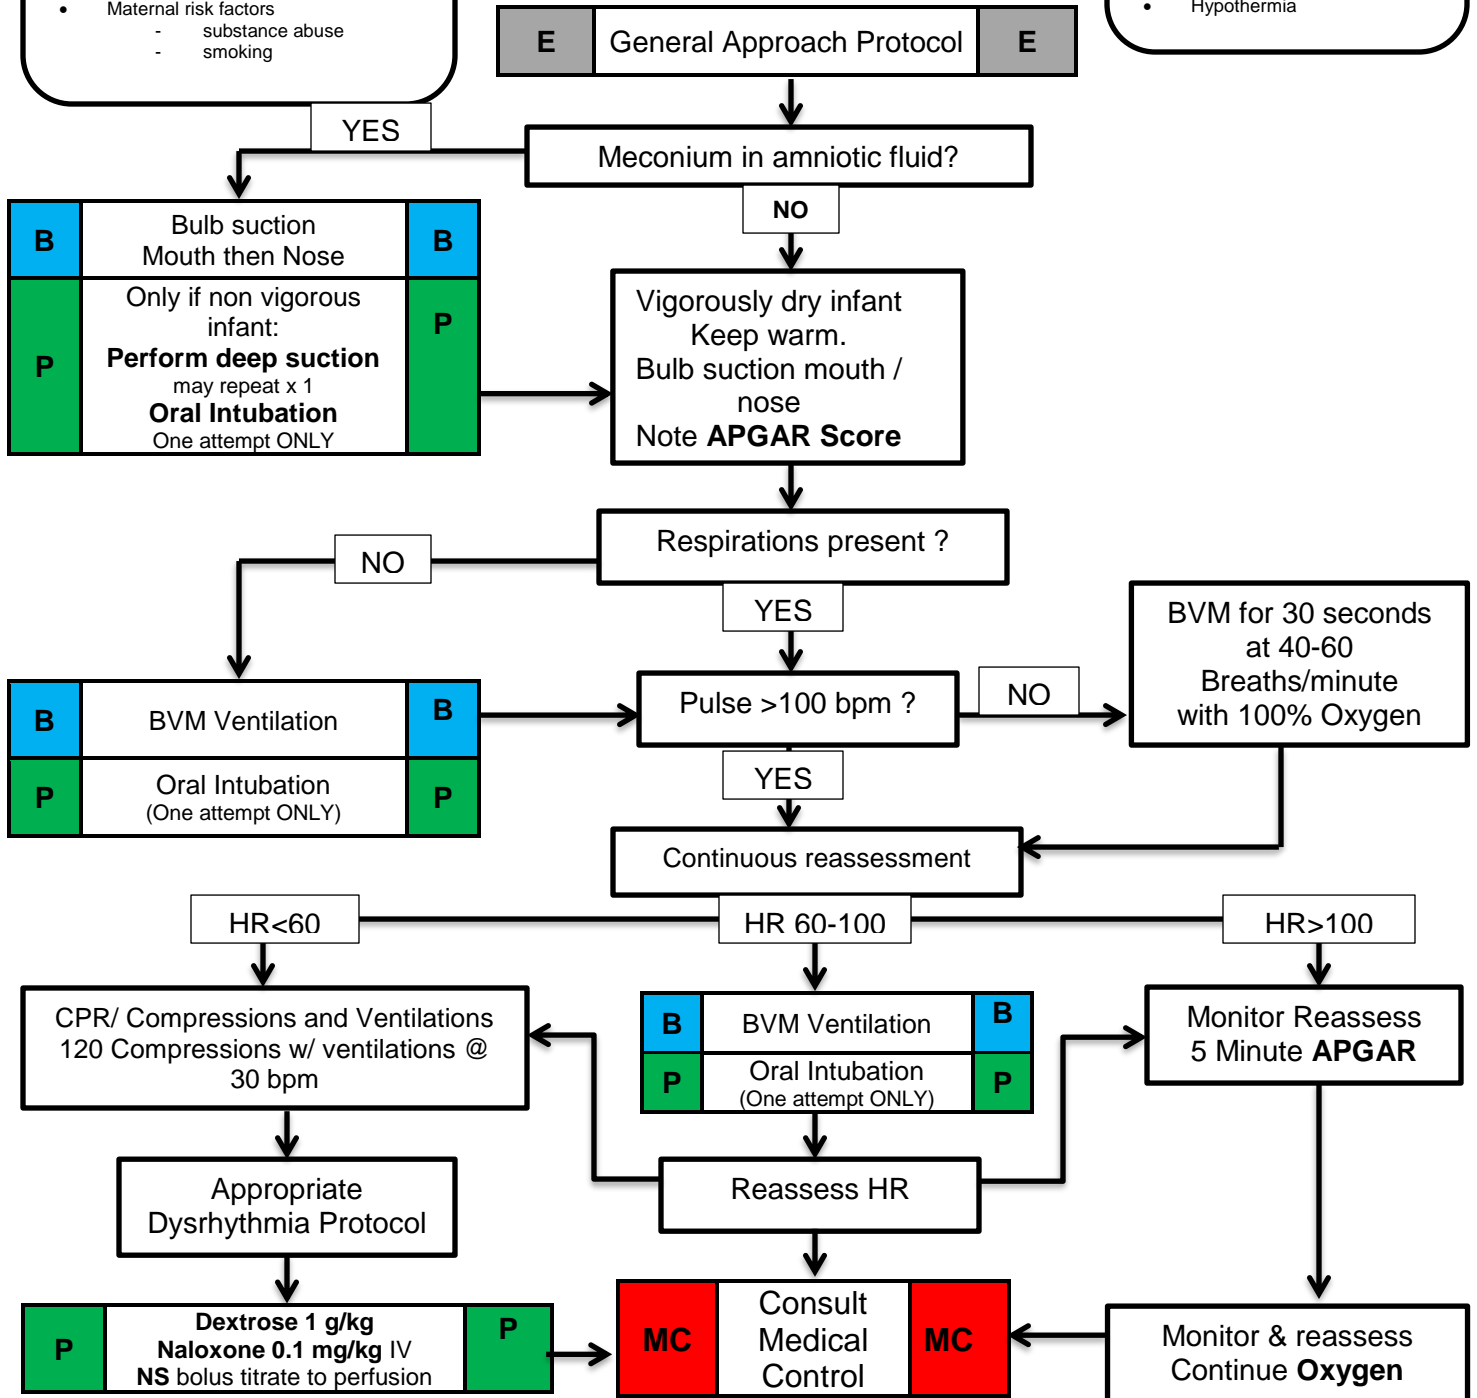 • Maternal risk factors
- substance abuse
- smoking
• Hypothermia
E General Approach Protocol E
Meconium in amniotic fluid?
YES
NO
B Bulb suction B
Mouth then Nose
P Only if non vigorous P
infant:
Perform deep suction
may repeat x 1
Oral Intubation
One attempt ONLY
Vigorously dry infant
Keep warm.
Bulb suction mouth /
nose
Note APGAR Score
Respirations present ?
NO
YES
B BVM Ventilation B
P Oral Intubation P
(One attempt ONLY)
Pulse >100 bpm ?
NO
BVM for 30 seconds
at 40-60
Breaths/minute
with 100% Oxygen
YES
Continuous reassessment
HR<60
HR 60-100
HR>100
CPR/ Compressions and Ventilations
120 Compressions w/ ventilations @
30 bpm
B BVM Ventilation B
P Oral Intubation P
(One attempt ONLY)
Monitor Reassess
5 Minute APGAR
Appropriate
Dysrhythmia Protocol
Reassess HR
P Dextrose 1 g/kg P
Naloxone 0.1 mg/kg IV
NS bolus titrate to perfusion
MC Consult MC
Medical
Control
Monitor & reassess
Continue Oxygen